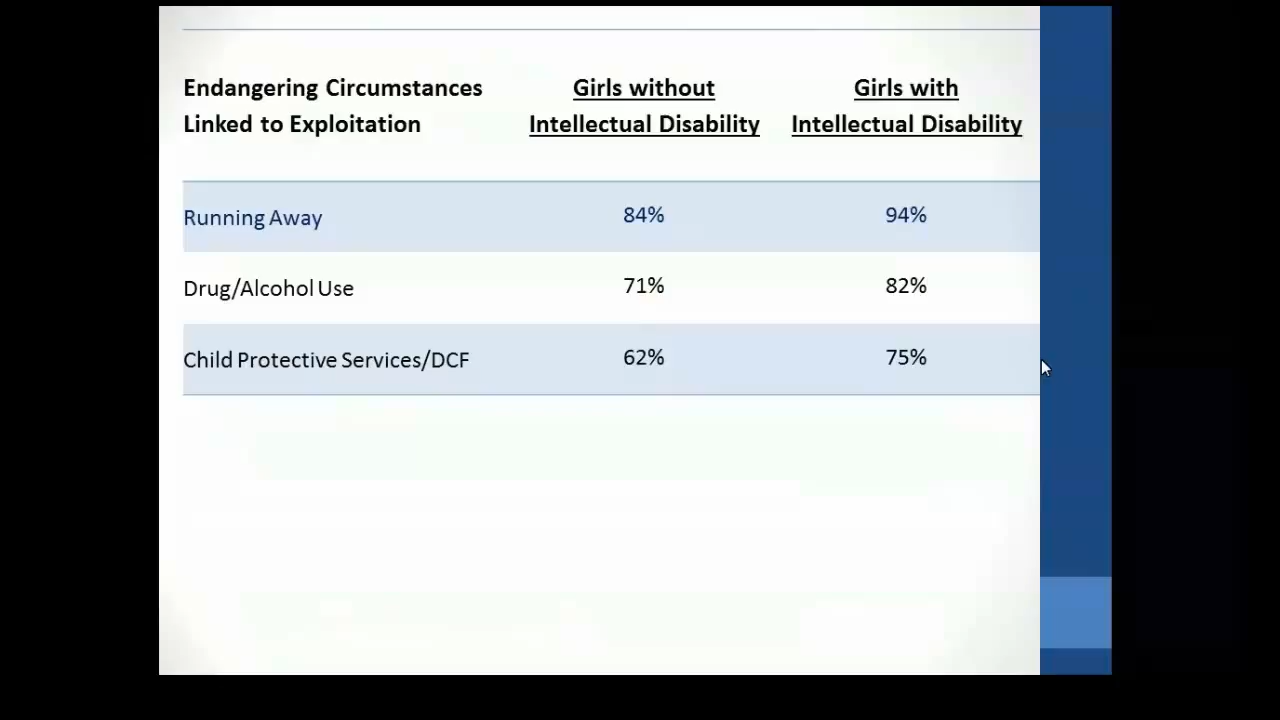 Endangering Circumstances Girls without Girls with
Linked to Exploitation Intellectual Disability Intellectual Disability
Running Away 84% 94%
Drug/Alcohol Use 71% 82%
Child Protective Services/DCF 62% 75%